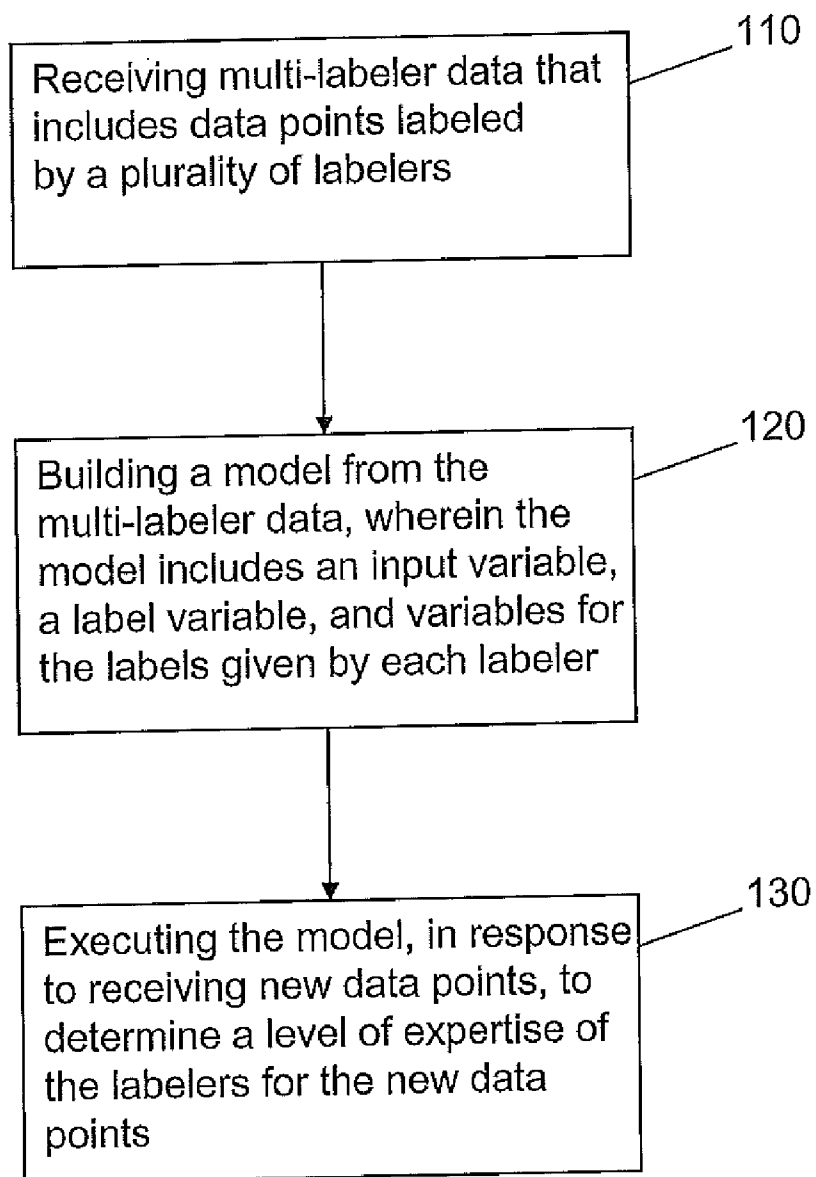 110
Receiving multi-labeler data that
includes data points labeled
by a plurality of labelers
120
Building a model from the
multi-labeler data, wherein the
model includes an input variable,
a label variable, and variables for
the labels given by each labeler
130
Executing the model, in response
to receiving new data points, to
determine a level of expertise of
the labelers for the new data
points